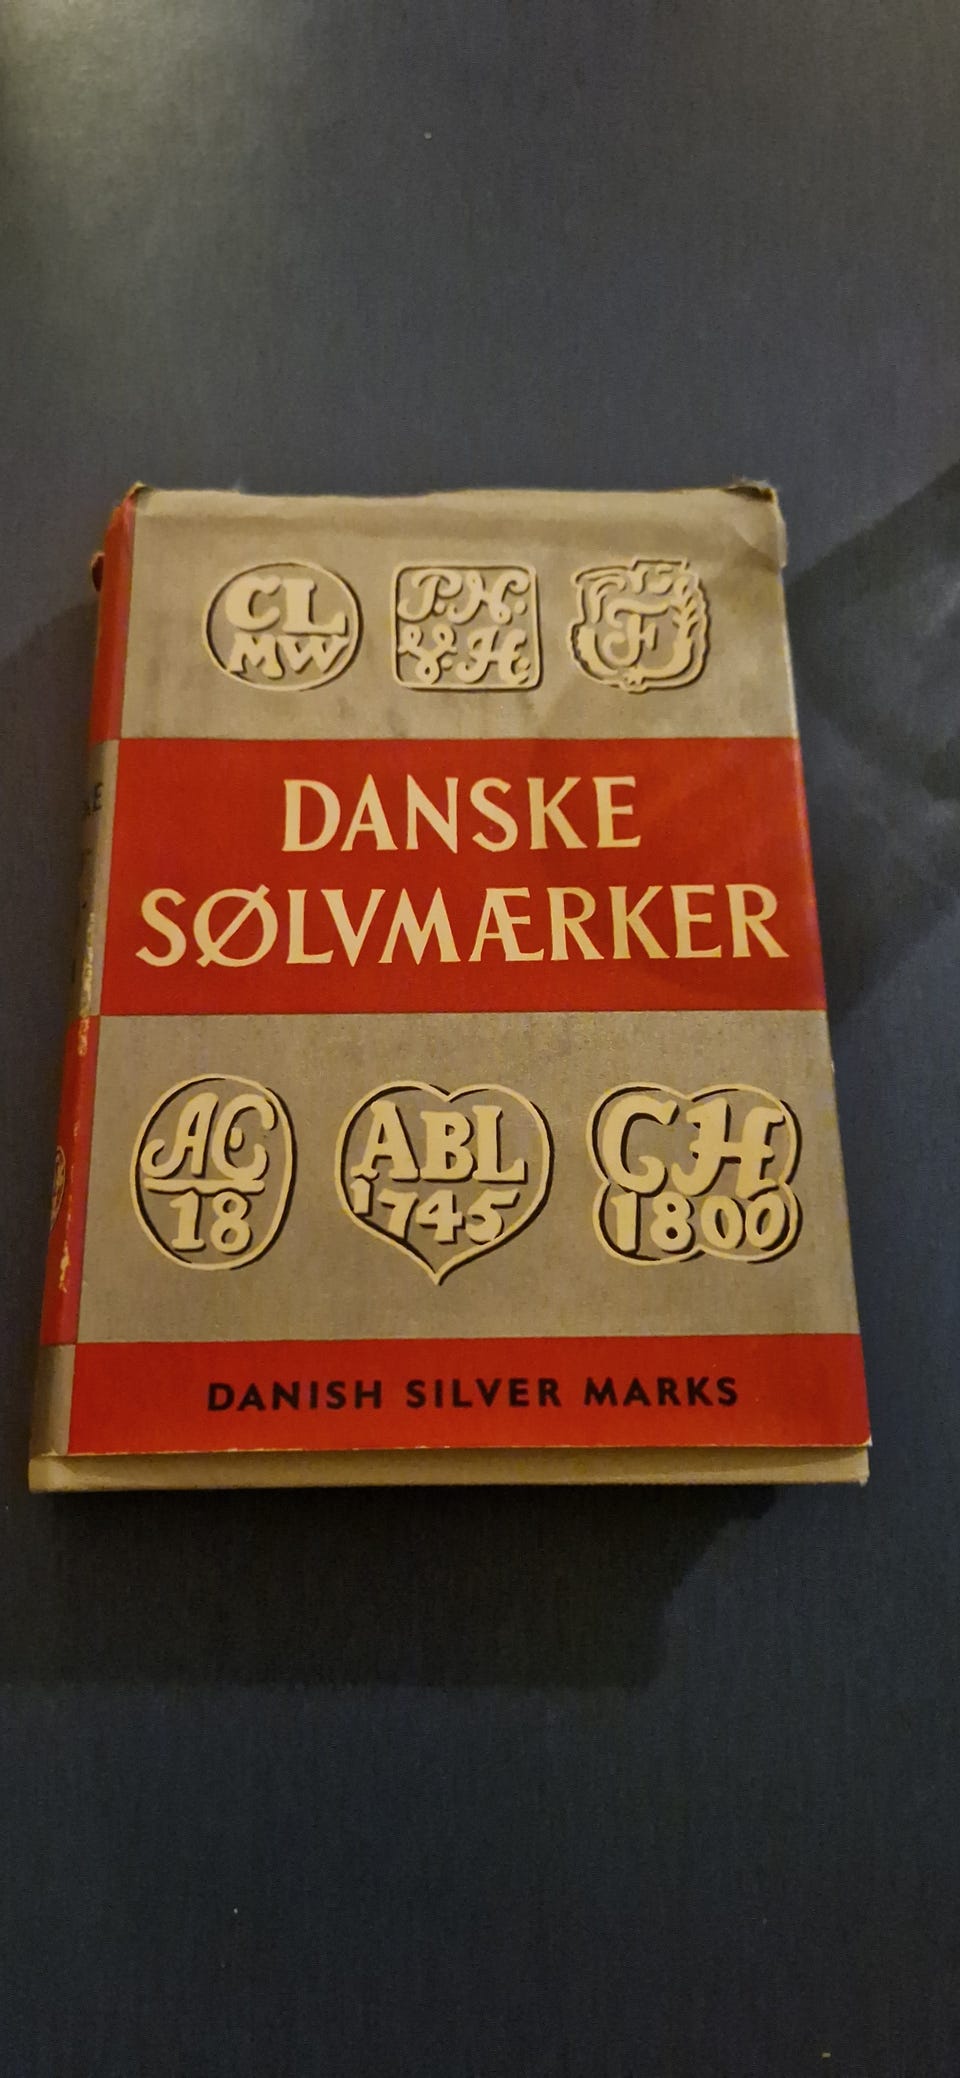 CL
MW
P.N.
V.H.
F
DANSKE
SØLVMÆRKER
AC
18
ABL
1745
CH
1800
DANISH SILVER MARKS